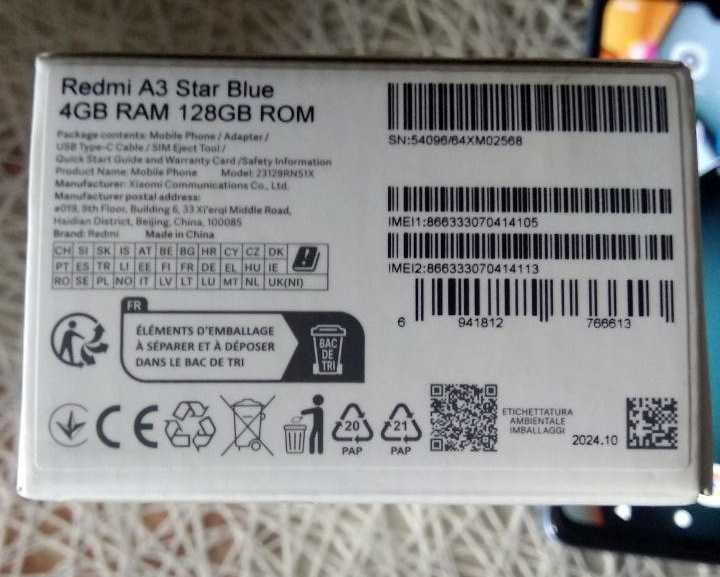 Redmi A3 Star Blue
4GB RAM 128GB ROM
Package contents: Mobile Phone / Adapter /
USB Type-C Cable / SIM Eject Tool /
Quick Start Guide and Warranty Card /Safety Information
Product Name: Mobile Phone Model: 23129RN51X
Manufacturer: Xiaomi Communications Co., Ltd.
Manufacturer postal address:
#019, 9th Floor, Building 6, 33 Xi'erqi Middle Road,
Haidian District, Beijing, China, 100085
Brand: Redmi Made in China
CH SI SK IS AT BE BG HR CY CZ DK
PT ES TR LI EE FI FR DE EL HU IE
RO SE PL NO IT LV LT LU MT NL UK(NI)
SN:54096/64XM02568
IMEI1:866333070414105
IMEI2:866333070414113
6 941812 766613
FR
ÉLÉMENTS D'EMBALLAGE
À SÉPARER ET À DÉPOSER
DANS LE BAC DE TRI
BAC
DE
TRI
CE
20
PAP
21
PAP
ETICHETTATURA
AMBIENTALE
IMBALLAGGI
2024.10